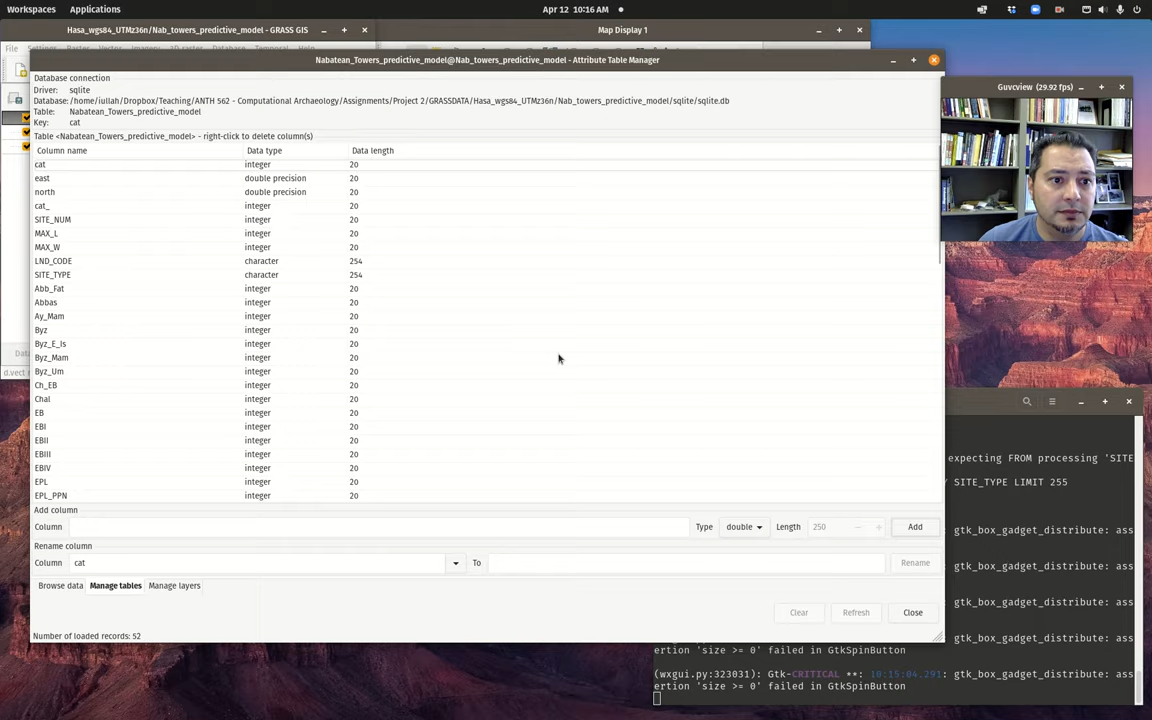 Workspaces Applications Apr 12 10:16 AM
Hasa_wgs84_UTMz36n/Nab_towers_predictive_model - GRASS GIS
Map Display 1
Nabatean_Towers_predictive_model@Nab_towers_predictive_model - Attribute Table Manager
Guvcview (29.92 fps)
Database connection
Driver: sqlite
Database: /home/iullah/Dropbox/Teaching/ANTH 562 - Computational Archaeology/Assignments/Project 2/GRASSDATA/Hasa_wgs84_UTMz36n/Nab_towers_predictive_model/sqlite/sqlite.db
Table: Nabatean_Towers_predictive_model
Key: cat
Table <Nabatean_Towers_predictive_model> - right-click to delete column(s)
Column name Data type Data length
cat integer 20
east double precision 20
north double precision 20
cat_ integer 20
SITE_NUM integer 20
MAX_L integer 20
MAX_W integer 20
LND_CODE character 254
SITE_TYPE character 254
Abb_Fat integer 20
Abbas integer 20
Ay_Mam integer 20
Byz integer 20
Byz_E_Is integer 20
Byz_Mam integer 20
Byz_Um integer 20
Ch_EB integer 20
Chal integer 20
EB integer 20
EBI integer 20
EBII integer 20
EBIII integer 20
EBIV integer 20
EPL integer 20
EPL_PPN integer 20
Add column
Column Type double Length 250 Add
Rename column
Column cat To Rename
Browse data Manage tables Manage layers
Clear Refresh Close
Number of loaded records: 52
d.vect
expecting FROM processing 'SITE
SITE_TYPE LIMIT 255
gtk_box_gadget_distribute: ass
gtk_box_gadget_distribute: ass
gtk_box_gadget_distribute: ass
gtk_box_gadget_distribute: ass
ertion 'size >= 0' failed in GtkSpinButton
(wxgui.py:323031): Gtk-CRITICAL **: 10:15:04.291: gtk_box_gadget_distribute: ass
ertion 'size >= 0' failed in GtkSpinButton